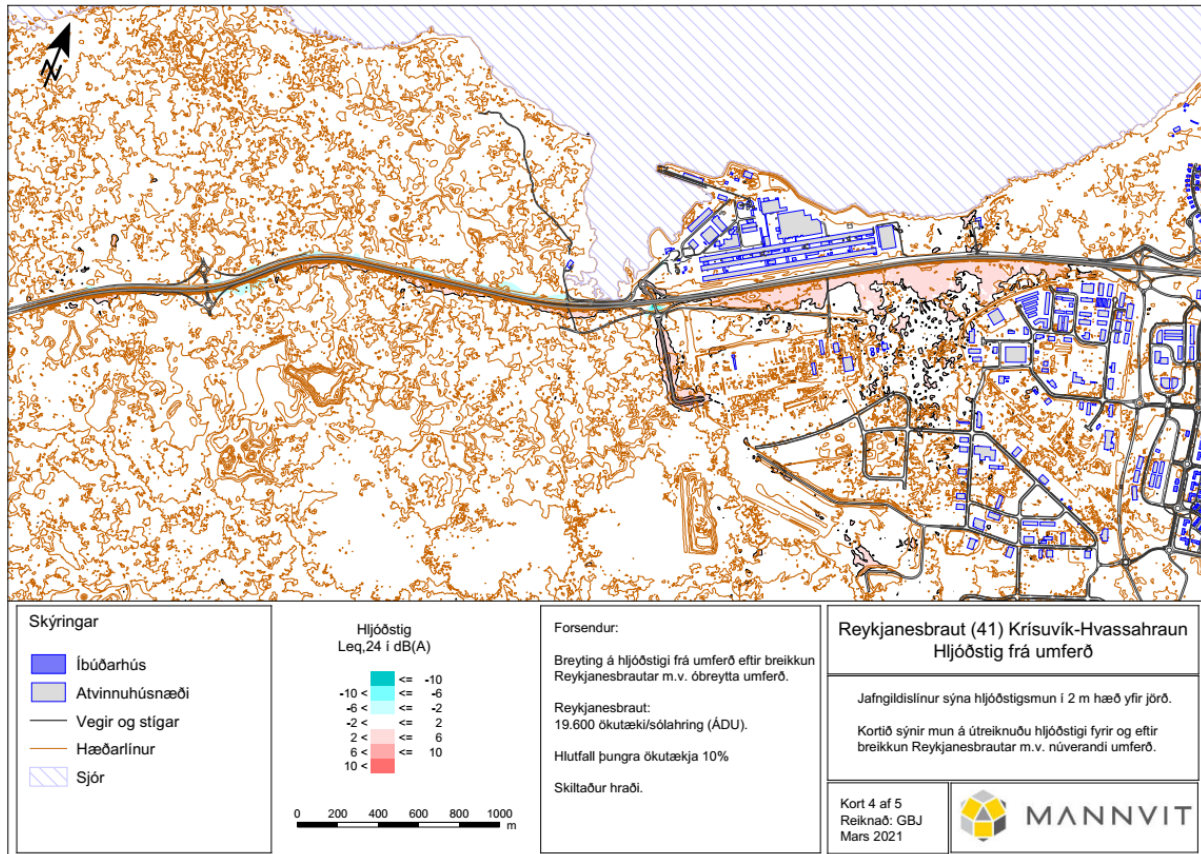 N
Skýringar
Íbúðarhús
Atvinnuhúsnæði
Vegir og stígar
Hæðarlínur
Sjór
Hljóðstig
Leq,24 í dB(A)
<= -10
-10 < <= -6
-6 < <= -2
-2 < <= 2
2 < <= 6
6 < <= 10
10 <
0 200 400 600 800 1000
m
Forsendur:
Breyting á hljóðstigi frá umferð eftir breikkun
Reykjanesbrautar m.v. óbreytta umferð.
Reykjanesbraut:
19.600 ökutæki/sólahring (ÁDU).
Hlutfall þungra ökutækja 10%
Skiltaður hraði.
Reykjanesbraut (41) Krísuvík-Hvassahraun
Hljóðstig frá umferð
Jafngildislínur sýna hljóðstigsmun í 2 m hæð yfir jörð.
Kortið sýnir mun á útreiknuðu hljóðstigi fyrir og eftir
breikkun Reykjanesbrautar m.v. núverandi umferð.
Kort 4 af 5
Reiknað: GBJ
Mars 2021
MANNVIT